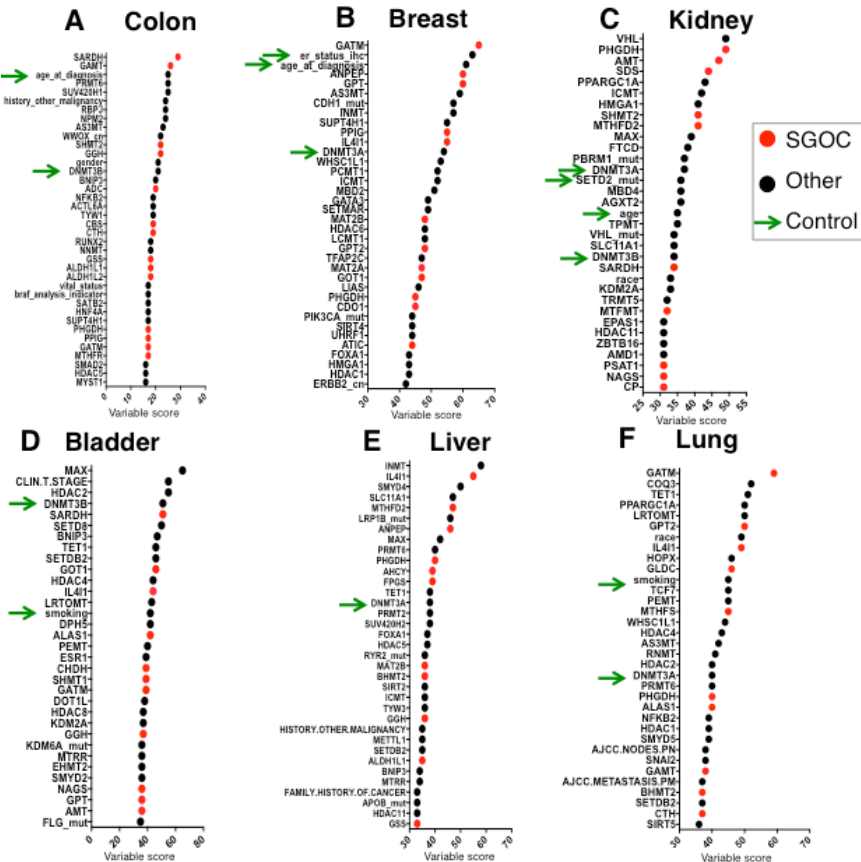 A Colon
SARDH
GAMT
age_at_diagnosis
PRMT6
SUV420H1
history_other_malignancy
RBPJ
NPM2
AS3MT
WWOX_cn
SHMT2
GGH
gender
DNMT3B
BNIP3
ADC
NFKB2
ACTL6A
TYW1
CBS
CTH
RUNX2
NNMT
GSS
ALDH1L1
ALDH1L2
vital_status
braf_analysis_indicator
SATB2
HNF4A
SUPT4H1
PHGDH
PPIG
GATM
MTHFR
SMAD2
HDAC5
MYST1
0 10 20 30 40
Variable score
B Breast
GATM
er_status_ihc
age_at_diagnosis
ANPEP
GPT
AS3MT
CDH1_mut
INMT
SUPT4H1
PPIG
IL4I1
DNMT3A
WHSC1L1
PCMT1
ICMT
MBD2
GATA3
SETMAR
MAT2B
HDAC6
LCMT1
GPT2
TFAP2C
MAT2A
GOT1
LIAS
PHGDH
CDO1
PIK3CA_mut
SIRT4
UHRF1
ATIC
FOXA1
HMGA1
HDAC1
ERBB2_cn
30 40 50 60 70
Variable score
C Kidney
VHL
PHGDH
AMT
SDS
PPARGC1A
ICMT
HMGA1
SHMT2
MTHFD2
MAX
FTCD
PBRM1_mut
DNMT3A
SETD2_mut
MBD4
AGXT2
age
TPMT
VHL_mut
SLC11A1
DNMT3B
SARDH
race
KDM2A
TRMT5
MTFMT
EPAS1
HDAC11
ZBTB16
AMD1
PSAT1
NAGS
CP
25 30 35 40 45 50 55
Variable score
SGOC
Other
Control
D Bladder
MAX
CLIN.T.STAGE
HDAC2
DNMT3B
SARDH
SETD8
BNIP3
TET1
SETDB2
GOT1
HDAC4
IL4I1
LRTOMT
smoking
DPH5
ALAS1
PEMT
ESR1
CHDH
SHMT1
GATM
DOT1L
HDAC8
KDM2A
GGH
KDM6A_mut
MTRR
EHMT2
SMYD2
NAGS
GPT
AMT
FLG_mut
0 20 40 60 80
Variable score
E Liver
INMT
IL4I1
SMYD4
SLC11A1
MTHFD2
LRP1B_mut
ANPEP
MAX
PRMT6
PHGDH
AHCY
FPGS
TET1
DNMT3A
PRMT2
SUV420H2
FOXA1
HDAC5
RYR2_mut
MAT2B
BHMT2
SIRT2
ICMT
TYW3
GGH
HISTORY.OTHER.MALIGNANCY
METTL1
SETDB2
ALDH1L1
BNIP3
MTRR
FAMILY.HISTORY.OF.CANCER
APOB_mut
HDAC11
GSS
30 40 50 60 70
Variable score
F Lung
GATM
COQ3
TET1
PPARGC1A
LRTOMT
GPT2
race
IL4I1
HOPX
GLDC
smoking
TCF7
PEMT
MTHFS
WHSC1L1
HDAC4
AS3MT
RNMT
HDAC2
DNMT3A
PRMT6
PHGDH
ALAS1
NFKB2
HDAC1
SMYD5
AJCC.NODES.PN
SNAI2
GAMT
AJCC.METASTASIS.PM
BHMT2
SETDB2
CTH
SIRT5
30 40 50 60 70
Variable score